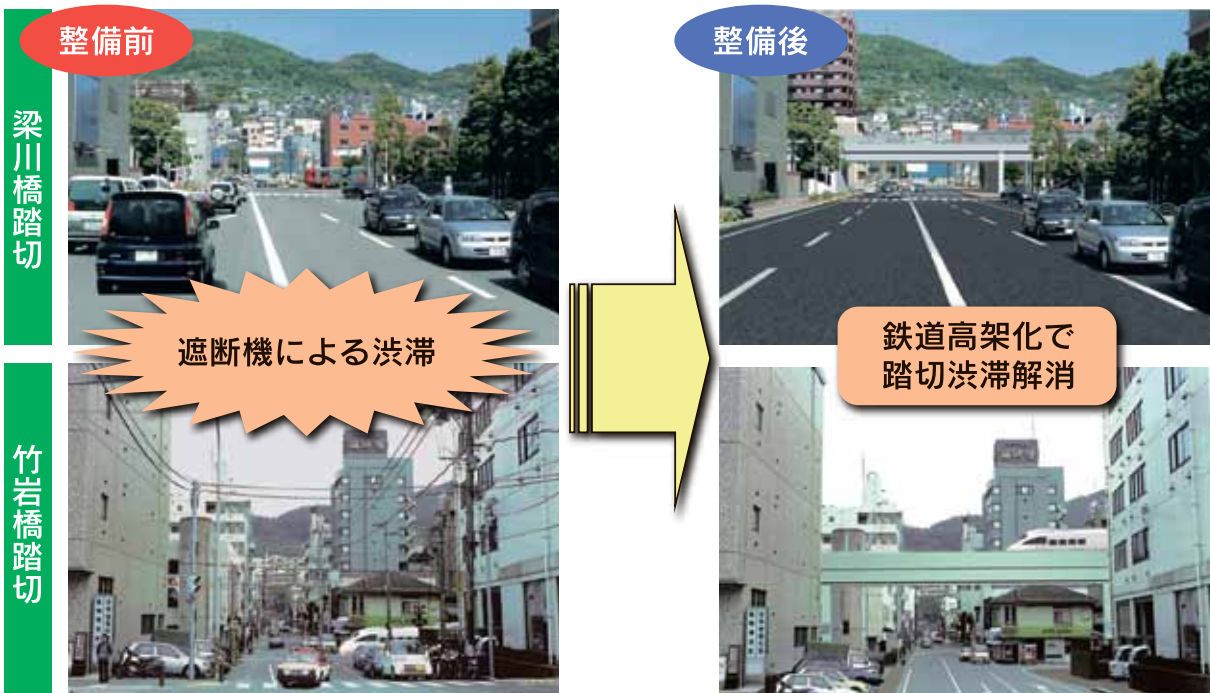 整備前
整備後
梁川橋踏切
遮断機による渋滞
鉄道高架化で
踏切渋滞解消
竹岩橋踏切